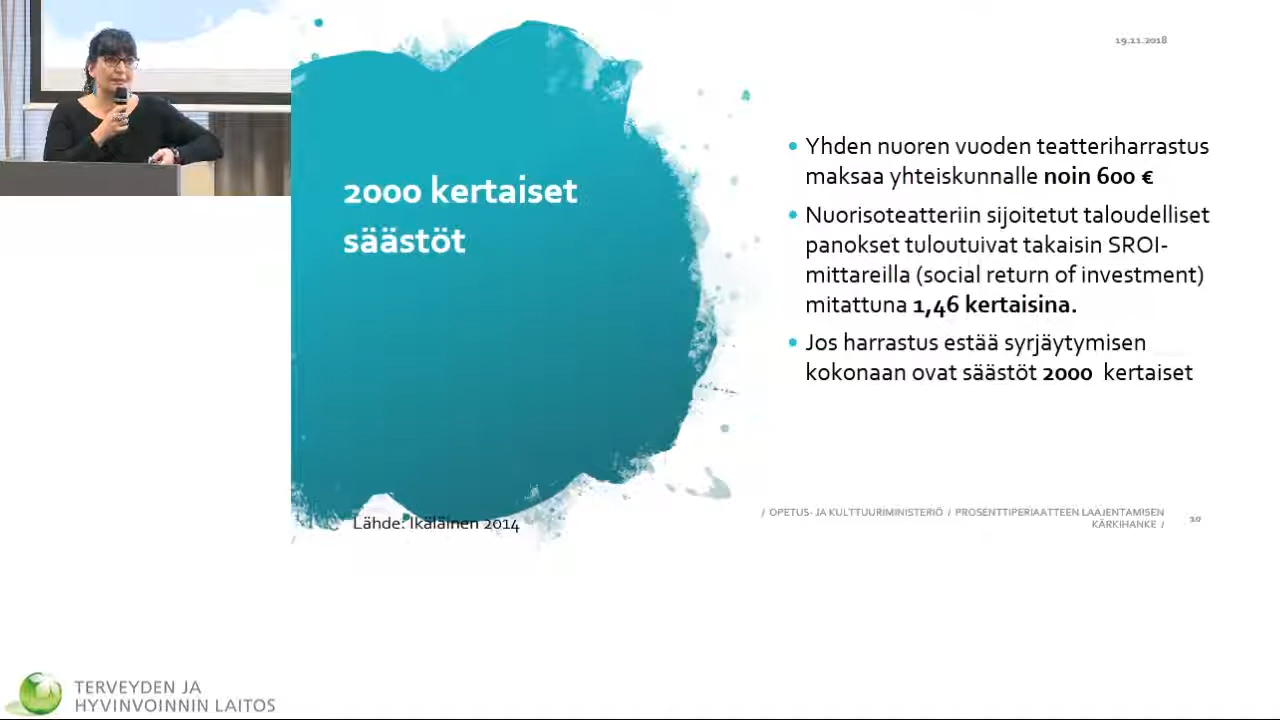 19.11.2018
2000 kertaiset
säästöt
Yhden nuoren vuoden teatteriharrastus
maksaa yhteiskunnalle noin 600 €
Nuorisoteatteriin sijoitetut taloudelliset
panokset tuloutuivat takaisin SROI-
mittareilla (social return of investment)
mitattuna 1,46 kertaisina.
Jos harrastus estää syrjäytymisen
kokonaan ovat säästöt 2000 kertaiset
Lähde: Ikäläinen 2014
/ OPETUS- JA KULTTUURIMINISTERIÖ / PROSENTTIPERIAATTEEN LAAJENTAMISEN
KÄRKIHANKE /
TERVEYDEN JA
HYVINVOINNIN LAITOS